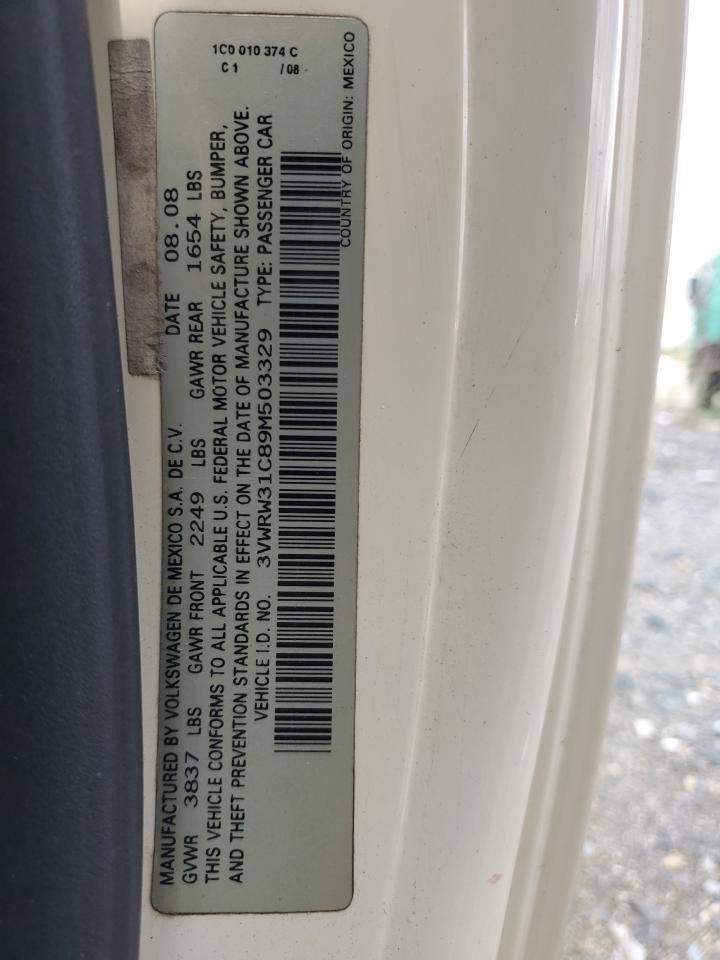 1C0 010 374 C
C 1 / 08
MANUFACTURED BY VOLKSWAGEN DE MEXICO S.A. DE C.V. DATE 08.08
GVWR 3837 LBS GAWR FRONT 2249 LBS GAWR REAR 1654 LBS
THIS VEHICLE CONFORMS TO ALL APPLICABLE U.S. FEDERAL MOTOR VEHICLE SAFETY, BUMPER,
AND THEFT PREVENTION STANDARDS IN EFFECT ON THE DATE OF MANUFACTURE SHOWN ABOVE.
VEHICLE I.D. NO. 3VWRW31C89M503329 TYPE: PASSENGER CAR
COUNTRY OF ORIGIN: MEXICO